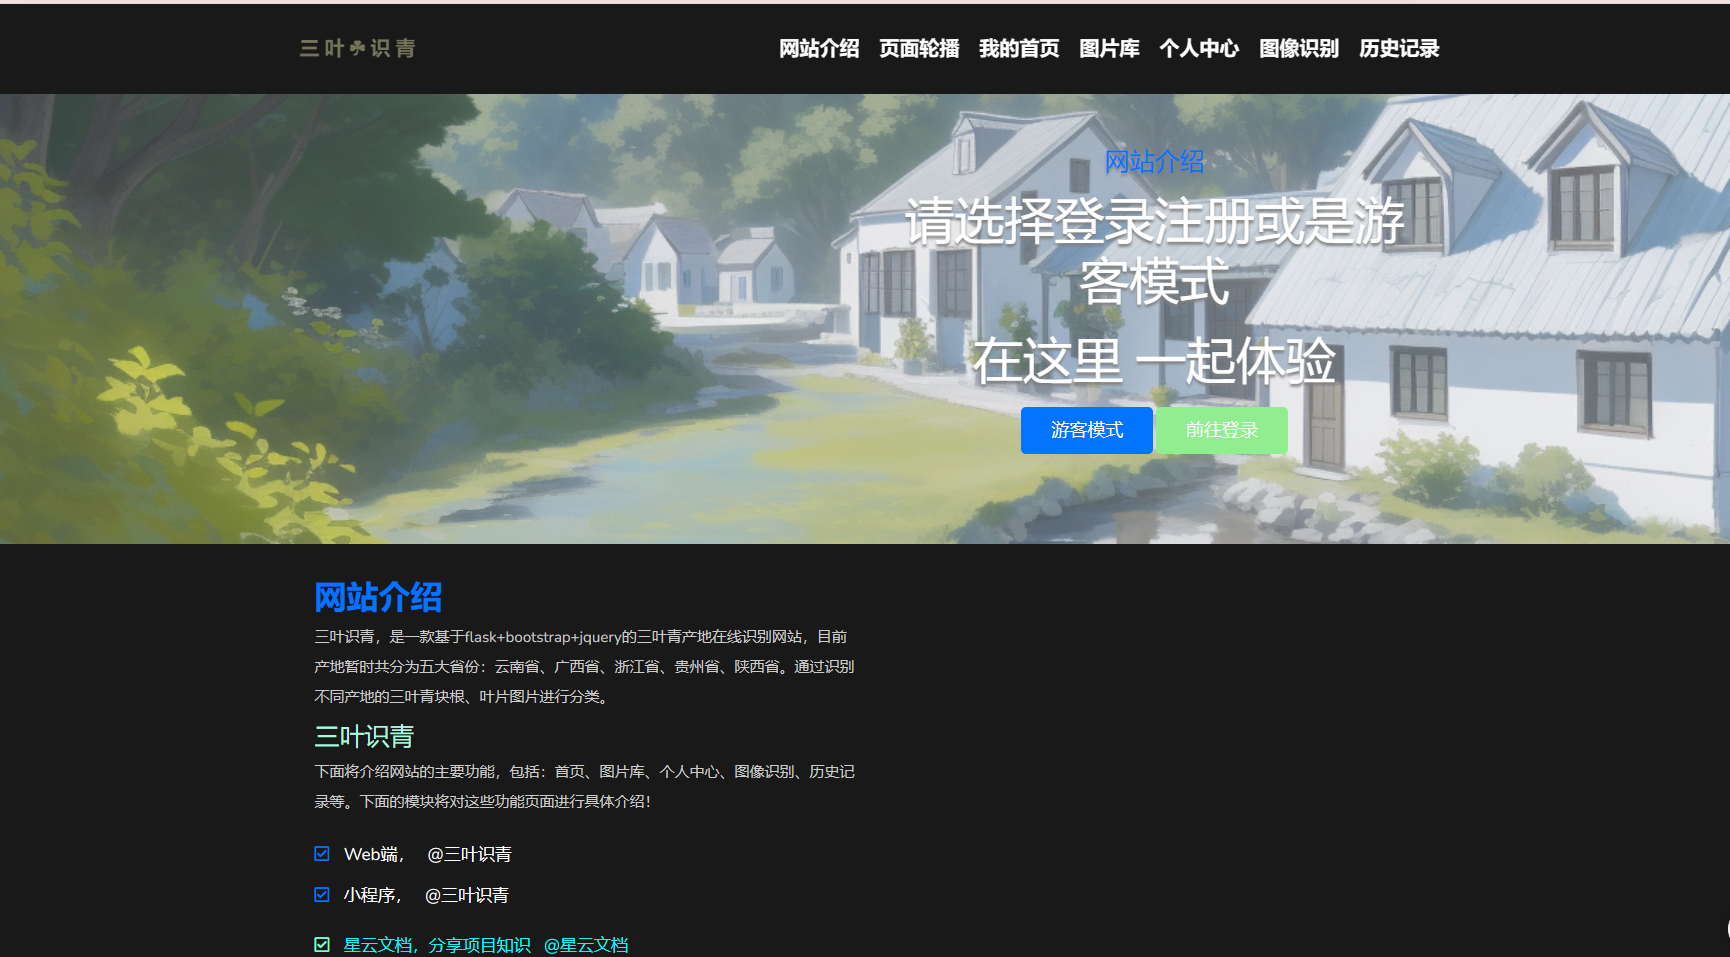 三叶☘识青
网站介绍 页面轮播 我的首页 图片库 个人中心 图像识别 历史记录
网站介绍
请选择登录注册或是游
客模式
在这里 一起体验
游客模式 前往登录
网站介绍
三叶识青，是一款基于flask+bootstrap+jquery的三叶青产地在线识别网站，目前
产地暂时共分为五大省份：云南省、广西省、浙江省、贵州省、陕西省。通过识别
不同产地的三叶青块根、叶片图片进行分类。
三叶识青
下面将介绍网站的主要功能，包括：首页、图片库、个人中心、图像识别、历史记
录等。下面的模块将对这些功能页面进行具体介绍！
Web端， @三叶识青
小程序， @三叶识青
星云文档，分享项目知识 @星云文档